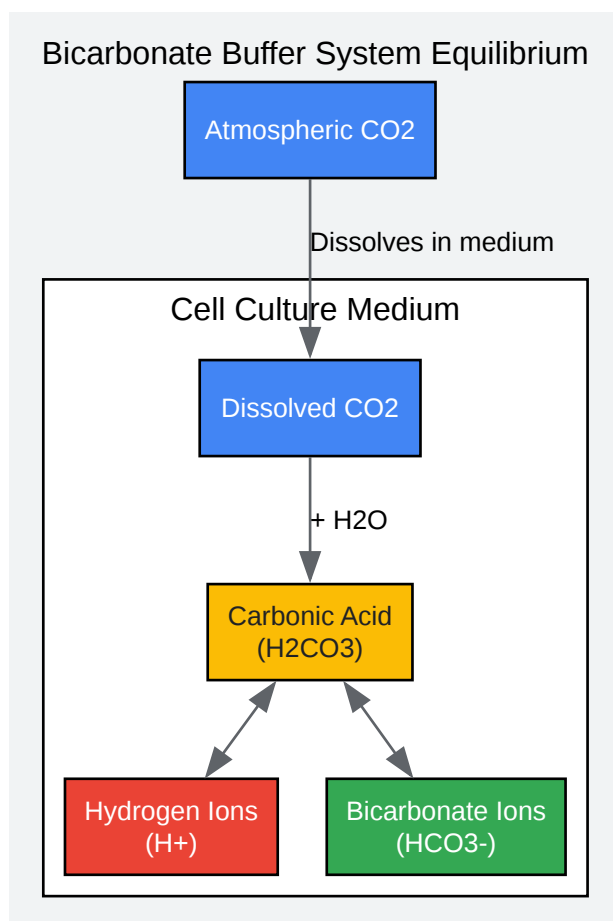 Bicarbonate Buffer System Equilibrium
Atmospheric CO2
Dissolves in medium
Cell Culture Medium
Dissolved CO2
+ H2O
Carbonic Acid
(H2CO3)
Hydrogen Ions
(H+)
Bicarbonate Ions
(HCO3-)